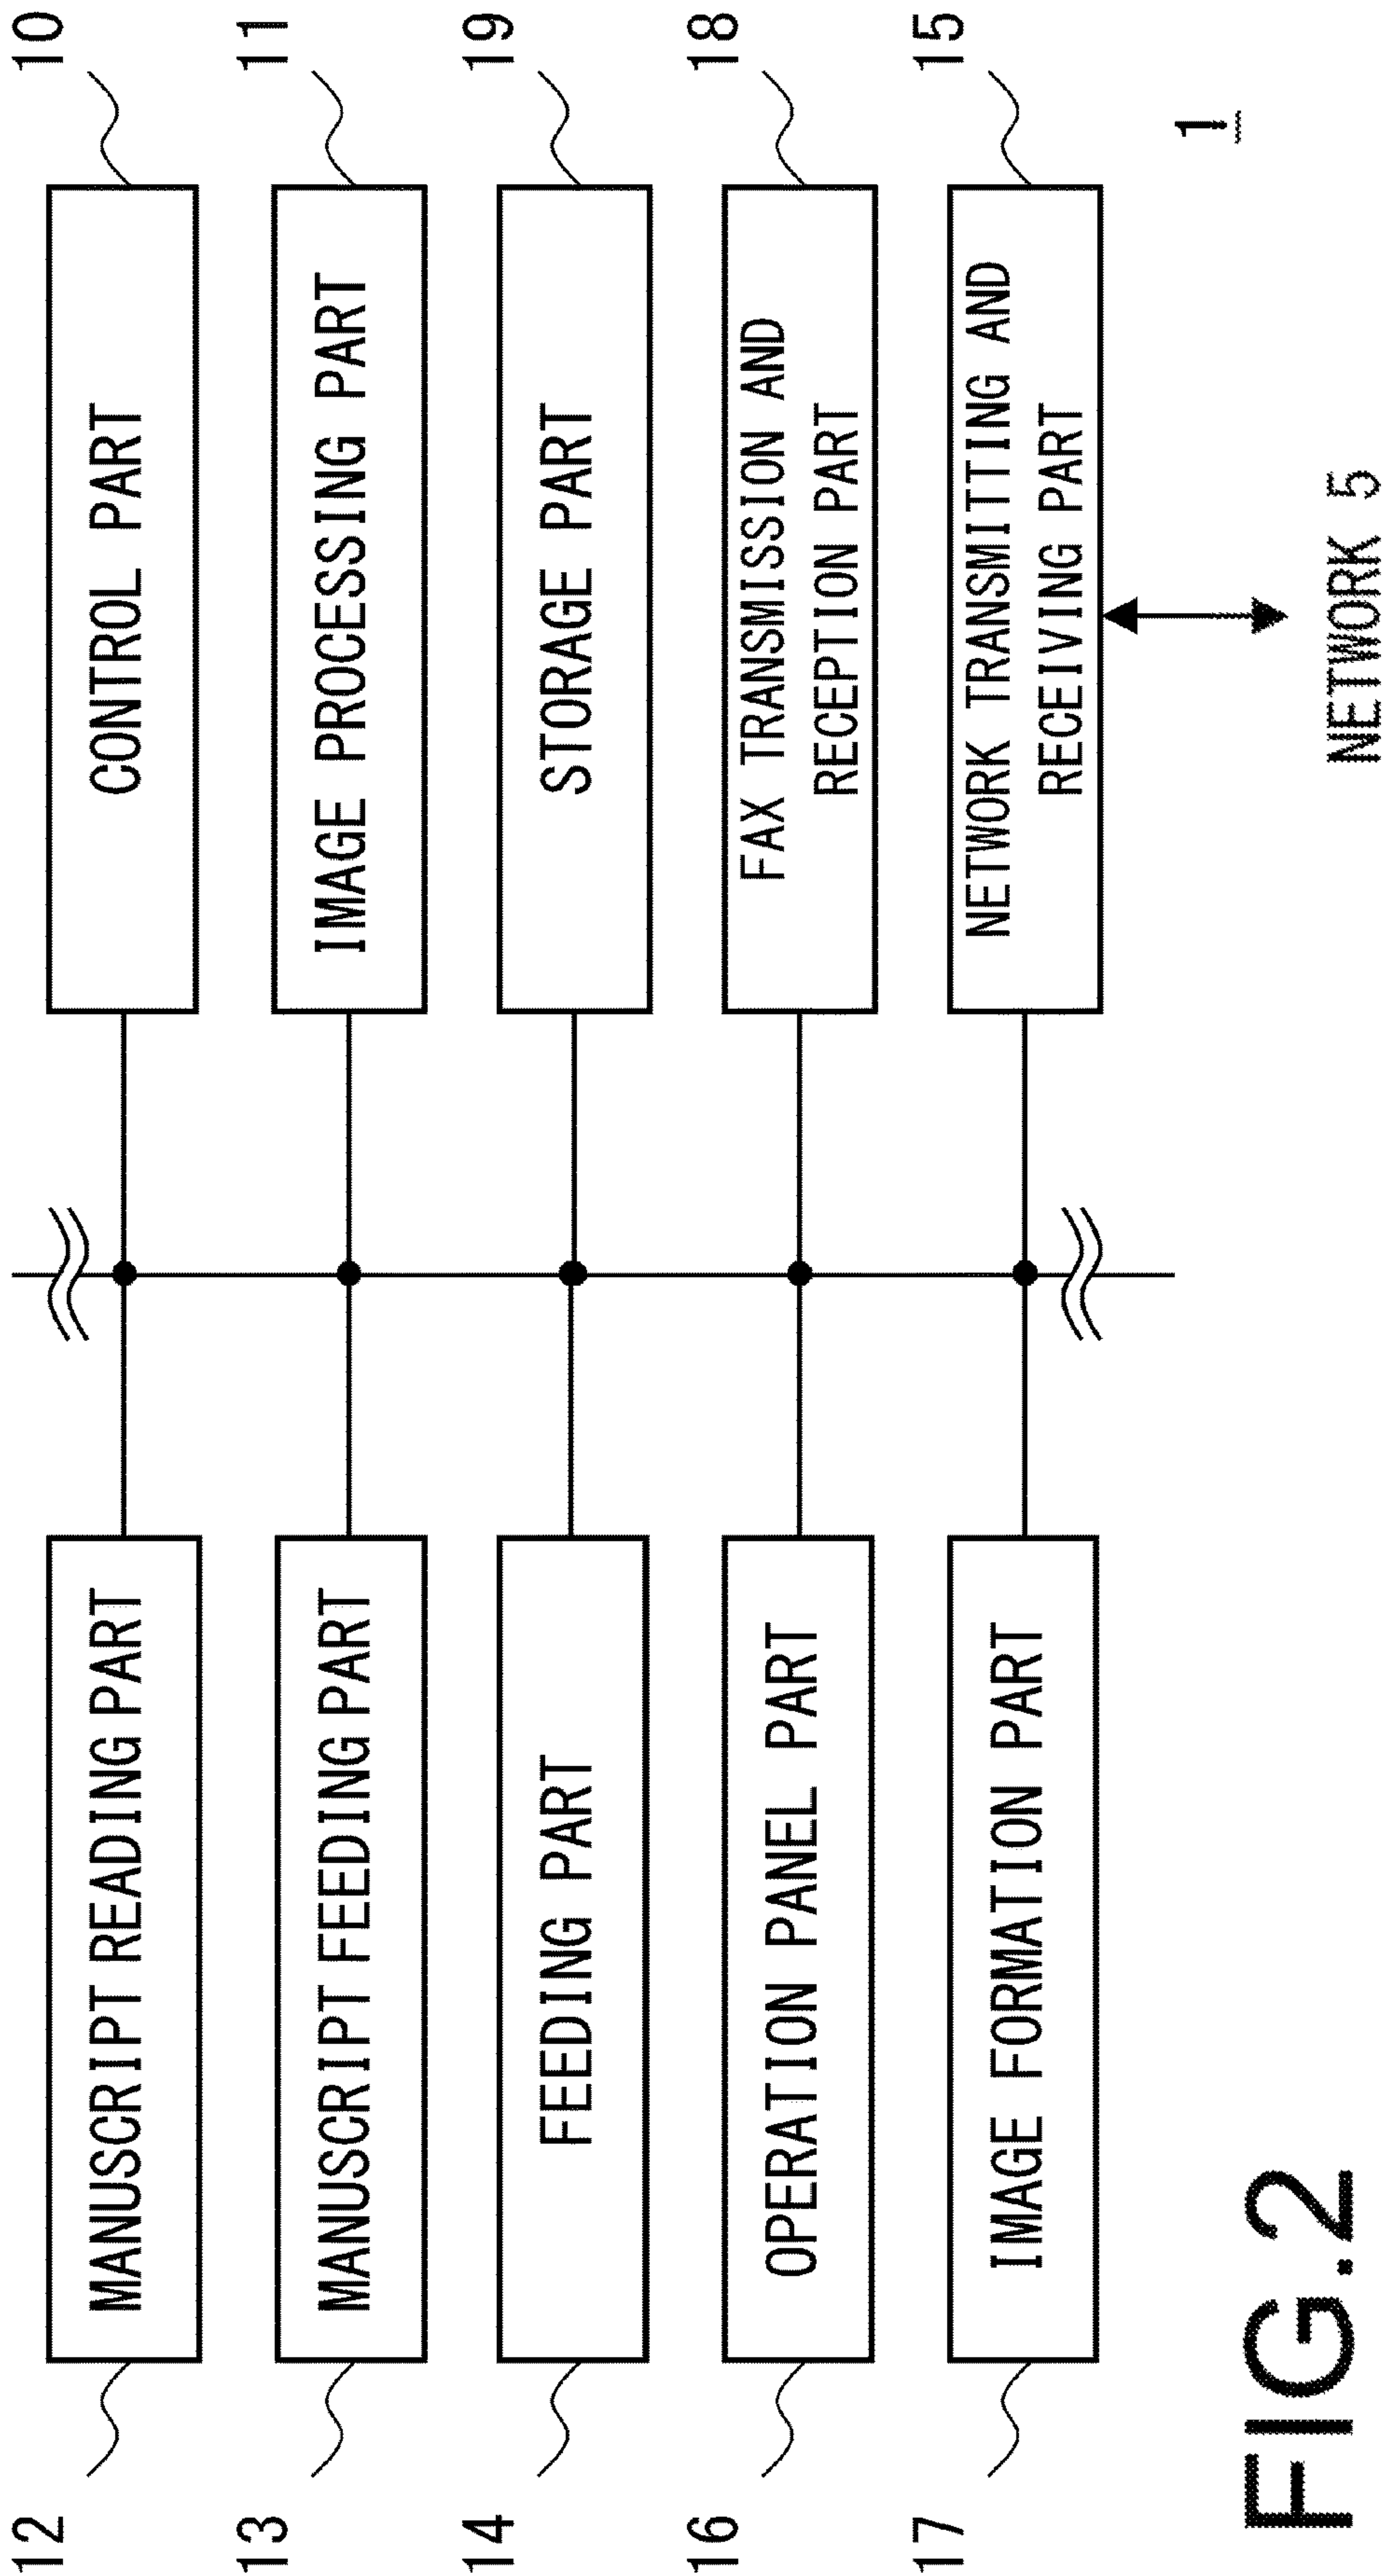 12
MANUSCRIPT READING PART
CONTROL PART
10
13
MANUSCRIPT FEEDING PART
IMAGE PROCESSING PART
11
14
FEEDING PART
STORAGE PART
19
16
OPERATION PANEL PART
FAX TRANSMISSION AND
RECEPTION PART
18
17
IMAGE FORMATION PART
NETWORK TRANSMITTING AND
RECEIVING PART
15
1
NETWORK 5
FIG.2